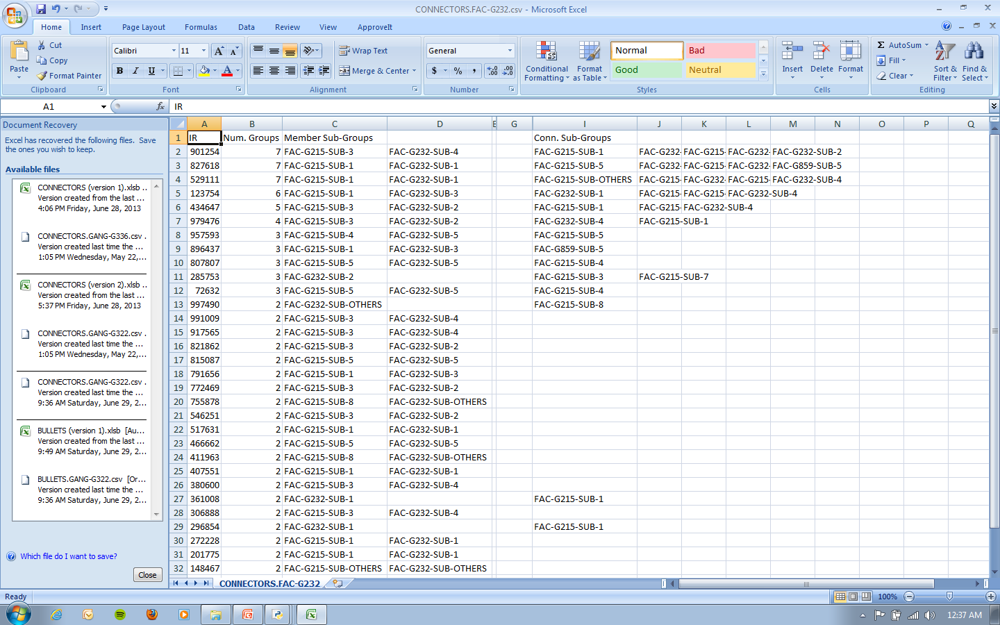 CONNECTORS.FAC-G232.csv - Microsoft Excel
Home Insert Page Layout Formulas Data Review View ApproveIt
Paste Cut Copy Format Painter Clipboard
Calibri 11 A A B I U A Font
Wrap Text Merge & Center Alignment
General $ % , Number
Conditional Formatting Format as Table Normal Bad Good Neutral Styles
Insert Delete Format Cells
Σ AutoSum Fill Clear Sort & Filter Find & Select Editing
A1 fx IR
Document Recovery
Excel has recovered the following files. Save
the ones you wish to keep.
Available files
CONNECTORS (version 1).xlsb ..
Version created from the last ...
4:06 PM Friday, June 28, 2013
CONNECTORS.GANG-G336.csv .
Version created last time the ...
1:05 PM Wednesday, May 22,...
CONNECTORS (version 2).xlsb ..
Version created from the last ...
5:37 PM Friday, June 28, 2013
CONNECTORS.GANG-G322.csv .
Version created last time the ...
1:05 PM Wednesday, May 22,...
CONNECTORS.GANG-G322.csv .
Version created last time the ...
9:36 AM Saturday, June 29, 2...
BULLETS (version 1).xlsb [Au...
Version created from the last ...
9:49 AM Saturday, June 29, 2...
BULLETS.GANG-G322.csv [Or...
Version created last time the ...
9:36 AM Saturday, June 29, 2...
Which file do I want to save?
Close
A B C D E G I J K L M N O P Q
1 IR Num. Groups Member Sub-Groups Conn. Sub-Groups
2 901254 7 FAC-G215-SUB-3 FAC-G232-SUB-4 FAC-G215-SUB-1 FAC-G232- FAC-G215- FAC-G232- FAC-G232-SUB-2
3 827618 7 FAC-G215-SUB-1 FAC-G232-SUB-1 FAC-G215-SUB-5 FAC-G232- FAC-G215- FAC-G232- FAC-G859-SUB-5
4 529111 7 FAC-G215-SUB-1 FAC-G232-SUB-1 FAC-G215-SUB-OTHERS FAC-G215- FAC-G232- FAC-G215- FAC-G232-SUB-4
5 123754 6 FAC-G215-SUB-1 FAC-G232-SUB-3 FAC-G232-SUB-1 FAC-G215- FAC-G215- FAC-G232-SUB-4
6 434647 5 FAC-G215-SUB-3 FAC-G232-SUB-2 FAC-G215-SUB-1 FAC-G215- FAC-G232-SUB-4
7 979476 4 FAC-G215-SUB-3 FAC-G232-SUB-2 FAC-G232-SUB-4 FAC-G215-SUB-1
8 957593 3 FAC-G215-SUB-4 FAC-G232-SUB-5 FAC-G215-SUB-5
9 896437 3 FAC-G215-SUB-1 FAC-G232-SUB-3 FAC-G859-SUB-5
10 807807 3 FAC-G215-SUB-5 FAC-G232-SUB-5 FAC-G215-SUB-4
11 285753 3 FAC-G232-SUB-2 FAC-G215-SUB-3 FAC-G215-SUB-7
12 72632 3 FAC-G215-SUB-5 FAC-G232-SUB-5 FAC-G215-SUB-4
13 997490 2 FAC-G232-SUB-OTHERS FAC-G215-SUB-8
14 991009 2 FAC-G215-SUB-3 FAC-G232-SUB-4
15 917565 2 FAC-G215-SUB-3 FAC-G232-SUB-4
16 821862 2 FAC-G215-SUB-3 FAC-G232-SUB-2
17 815087 2 FAC-G215-SUB-5 FAC-G232-SUB-5
18 791656 2 FAC-G215-SUB-1 FAC-G232-SUB-3
19 772469 2 FAC-G215-SUB-3 FAC-G232-SUB-2
20 755878 2 FAC-G215-SUB-8 FAC-G232-SUB-OTHERS
21 546251 2 FAC-G215-SUB-3 FAC-G232-SUB-2
22 517631 2 FAC-G215-SUB-1 FAC-G232-SUB-1
23 466662 2 FAC-G215-SUB-5 FAC-G232-SUB-5
24 411963 2 FAC-G215-SUB-8 FAC-G232-SUB-OTHERS
25 407551 2 FAC-G215-SUB-1 FAC-G232-SUB-1
26 380600 2 FAC-G215-SUB-3 FAC-G232-SUB-4
27 361008 2 FAC-G232-SUB-1 FAC-G215-SUB-1
28 306888 2 FAC-G215-SUB-3 FAC-G232-SUB-4
29 296854 2 FAC-G232-SUB-1 FAC-G215-SUB-1
30 272228 2 FAC-G215-SUB-1 FAC-G232-SUB-1
31 201775 2 FAC-G215-SUB-1 FAC-G232-SUB-1
32 148467 2 FAC-G215-SUB-OTHERS FAC-G232-SUB-OTHERS
CONNECTORS.FAC-G232
Ready 100%
12:37 AM